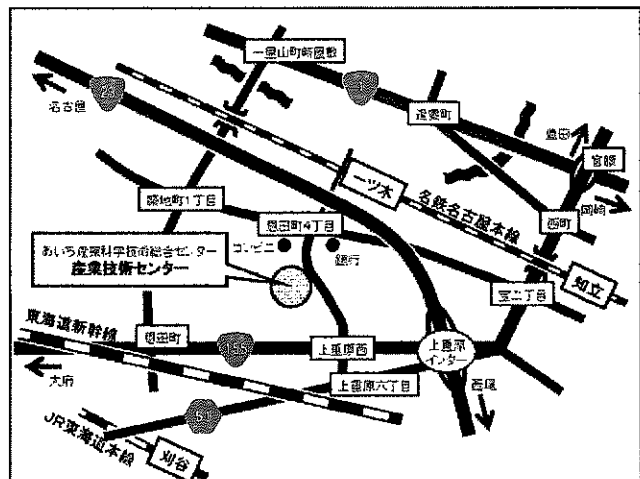 一里山町新屋敷
23
1
名古屋
逢妻町
豊田
宮腰
一ツ木
名鉄名古屋本線
岡崎
西町
築地町1丁目
恩田町4丁目
コンビニ
銀行
あいち産業科学技術総合センター
産業技術センター
知立
宝二丁目
東海道新幹線
恩田町
155
上重原西
上重原
インター
大府
上重原六丁目
西尾
51
JR東海道本線
刈谷